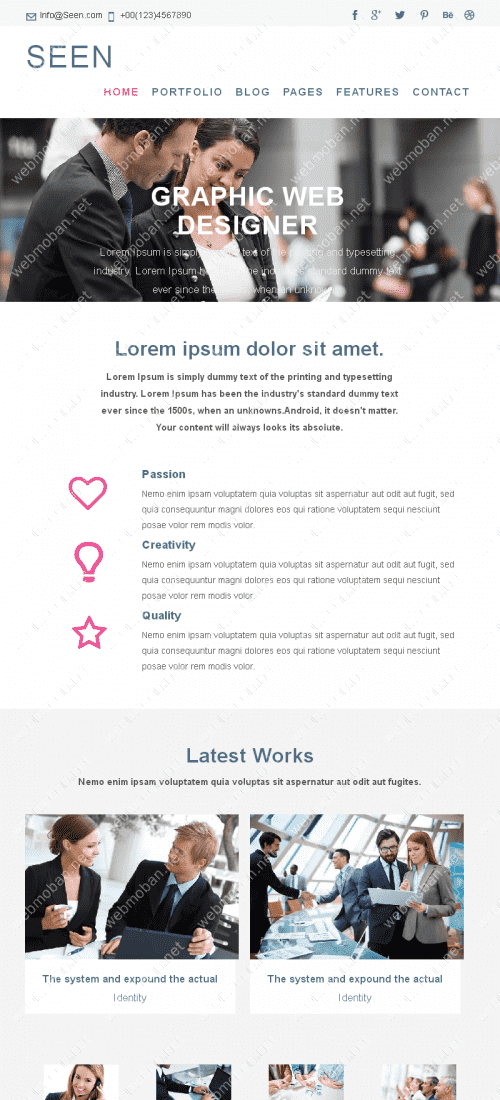 Info@Seen.com +00(123)4567890
SEEN
HOME PORTFOLIO BLOG PAGES FEATURES CONTACT
GRAPHIC WEB
DESIGNER
Lorem Ipsum is simply dummy text of the printing and typesetting
industry. Lorem Ipsum has been the industry's standard dummy text
ever since the when an unknown
Lorem ipsum dolor sit amet.
Lorem Ipsum is simply dummy text of the printing and typesetting
industry. Lorem Ipsum has been the industry's standard dummy text
ever since the 1500s, when an unknowns.Android, it doesn't matter.
Your content will always looks its absolute.
Passion
Nemo enim ipsam voluptatem quia voluptas sit aspernatur aut odit aut fugit, sed
quia consequuntur magni dolores eos qui ratione voluptatem sequi nesciunt
posae volor rem modis volor.
Creativity
Nemo enim ipsam voluptatem quia voluptas sit aspernatur aut odit aut fugit, sed
quia consequuntur magni dolores eos qui ratione voluptatem sequi nesciunt
posae volor rem modis volor.
Quality
Nemo enim ipsam voluptatem quia voluptas sit aspernatur aut odit aut fugit, sed
quia consequuntur magni dolores eos qui ratione voluptatem sequi nesciunt
posae volor rem modis volor.
Latest Works
Nemo enim ipsam voluptatem quia voluptas sit aspernatur aut odit aut fugites.
The system and expound the actual
Identity
The system and expound the actual
Identity
webmoban.net